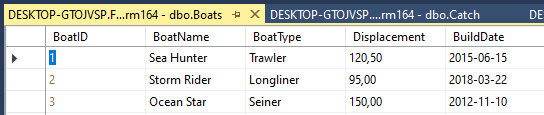 DESKTOP-GTOJVSP.F...rm164 - dbo.Boats DESKTOP-GTOJVSP....rm164 - dbo.Catch
BoatID BoatName BoatType Displacement BuildDate
1 Sea Hunter Trawler 120,50 2015-06-15
2 Storm Rider Longliner 95,00 2018-03-22
3 Ocean Star Seiner 150,00 2012-11-10